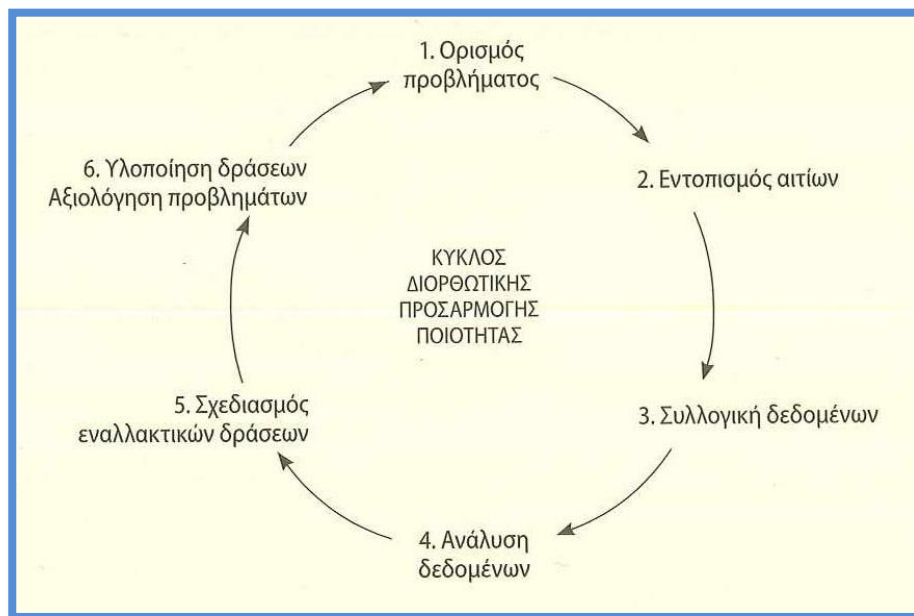 1. Ορισμός
προβλήματος
2. Εντοπισμός αιτίων
3. Συλλογική δεδομένων
4. Ανάλυση
δεδομένων
5. Σχεδιασμός
εναλλακτικών δράσεων
6. Υλοποίηση δράσεων
Αξιολόγηση προβλημάτων
ΚΥΚΛΟΣ
ΔΙΟΡΘΩΤΙΚΗΣ
ΠΡΟΣΑΡΜΟΓΗΣ
ΠΟΙΟΤΗΤΑΣ